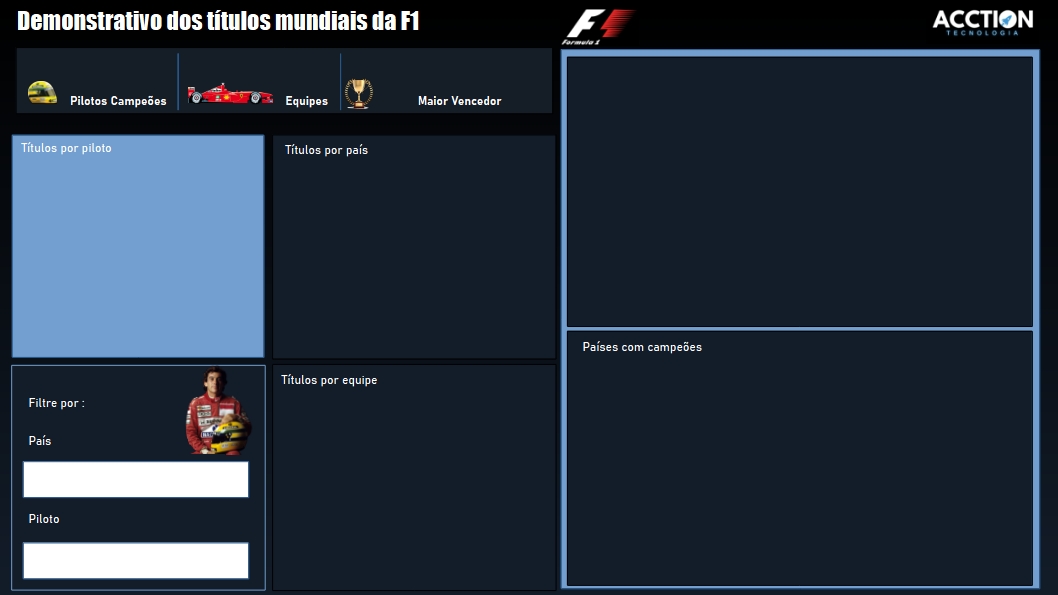 Demonstrativo dos títulos mundiais da F1
F1
Formula 1
ACCTION
TECNOLOGIA
Pilotos Campeões
Equipes
Maior Vencedor
Títulos por piloto
Títulos por país
Países com campeões
Filtre por :
País
Piloto
Títulos por equipe